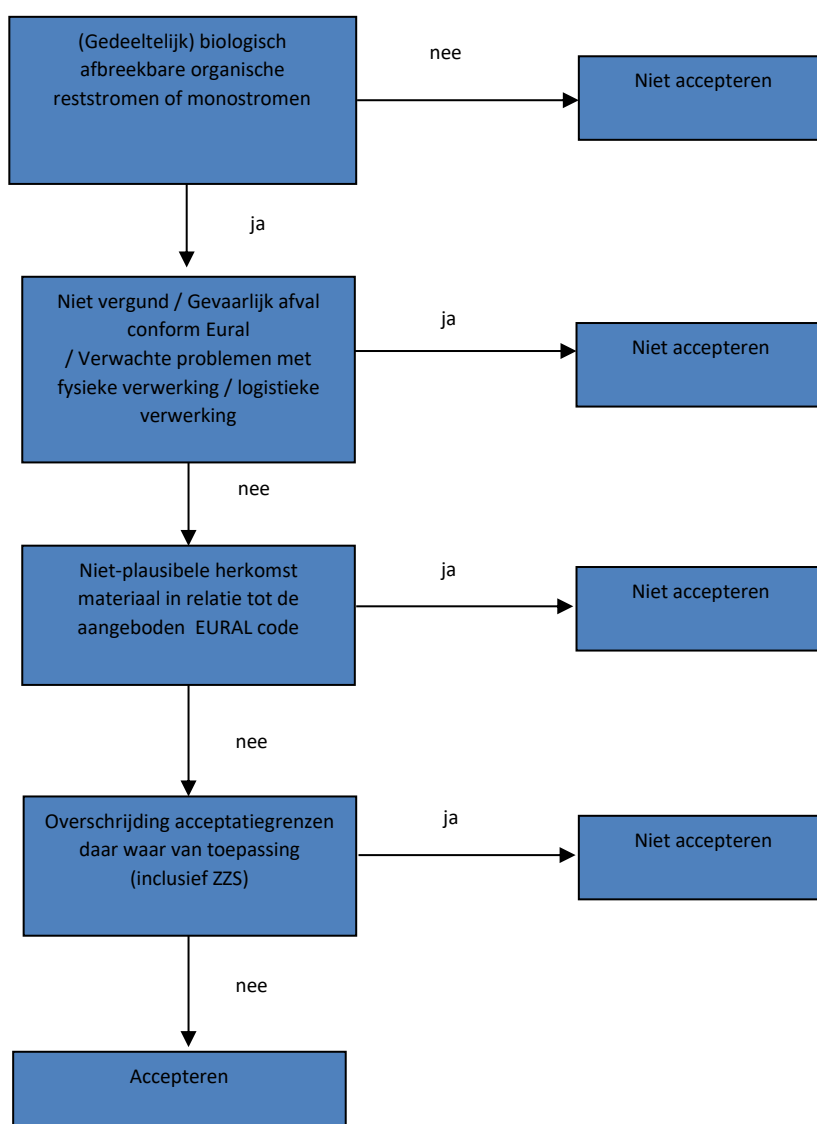 (Gedeeltelijk) biologisch
afbreekbare organische
reststromen of monostromen
nee
Niet accepteren
ja
Niet vergund / Gevaarlijk afval
conform Eural
/ Verwachte problemen met
fysieke verwerking / logistieke
verwerking
ja
Niet accepteren
nee
Niet-plausibele herkomst
materiaal in relatie tot de
aangeboden EURAL code
ja
Niet accepteren
nee
Overschrijding acceptatiegrenzen
daar waar van toepassing
(inclusief ZZS)
ja
Niet accepteren
nee
Accepteren